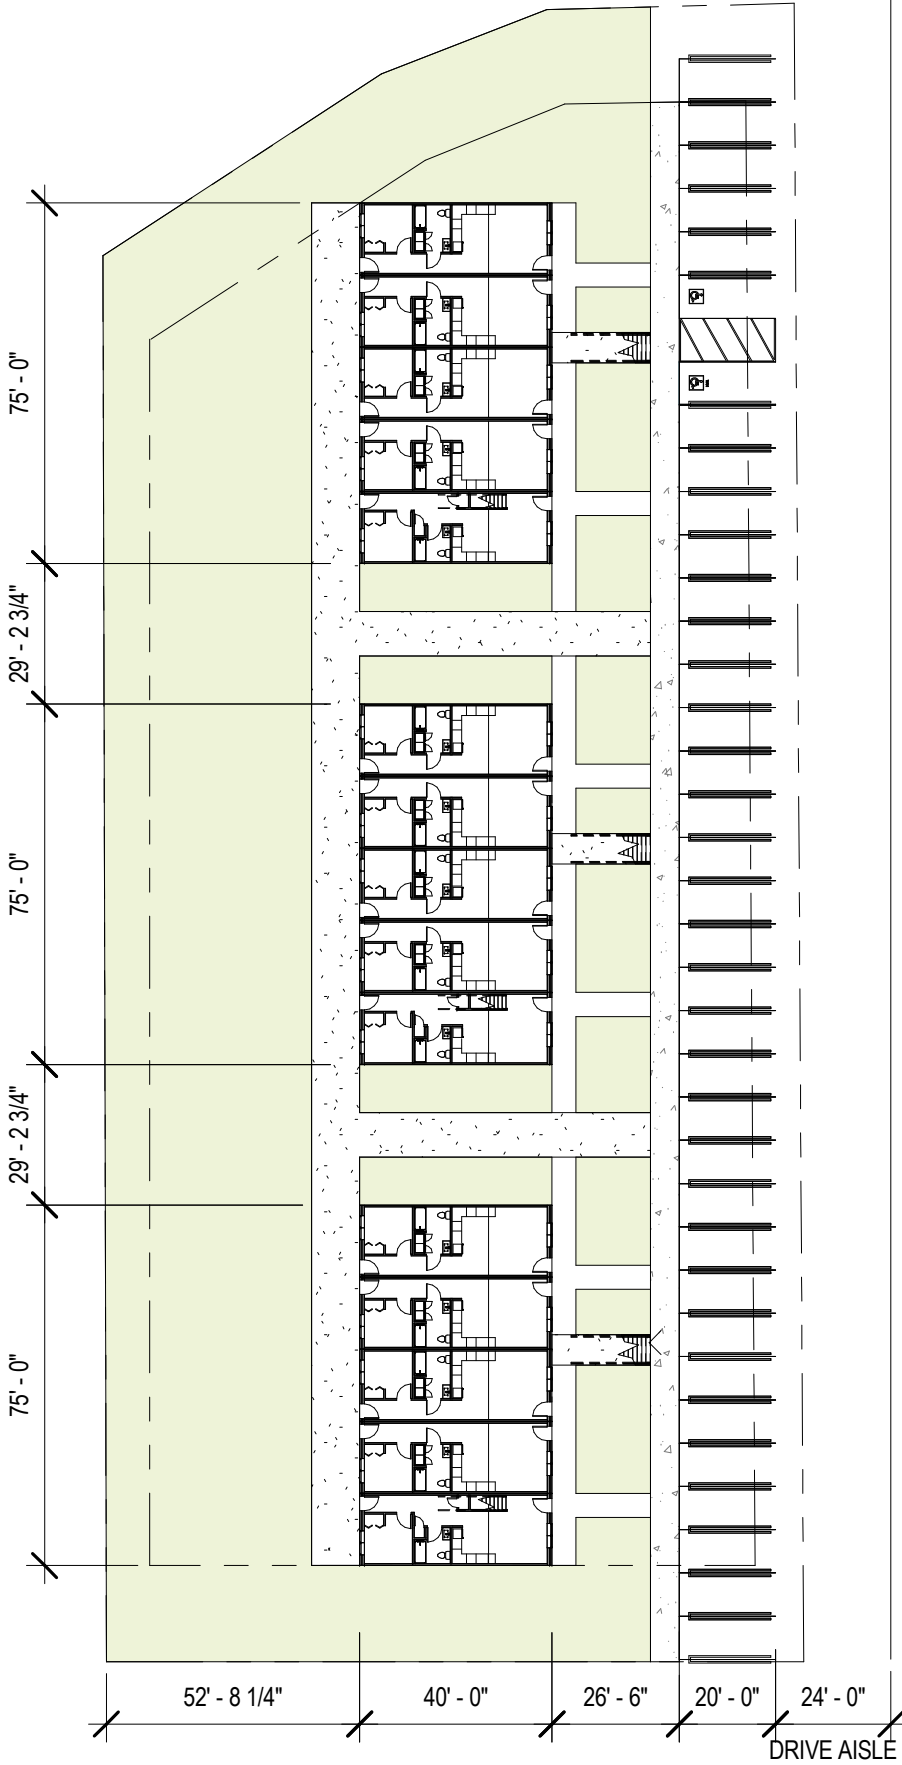 75' - 0"
29' - 2 3/4"
75' - 0"
29' - 2 3/4"
75' - 0"
52' - 8 1/4"
40' - 0"
26' - 6"
20' - 0"
24' - 0"
DRIVE AISLE